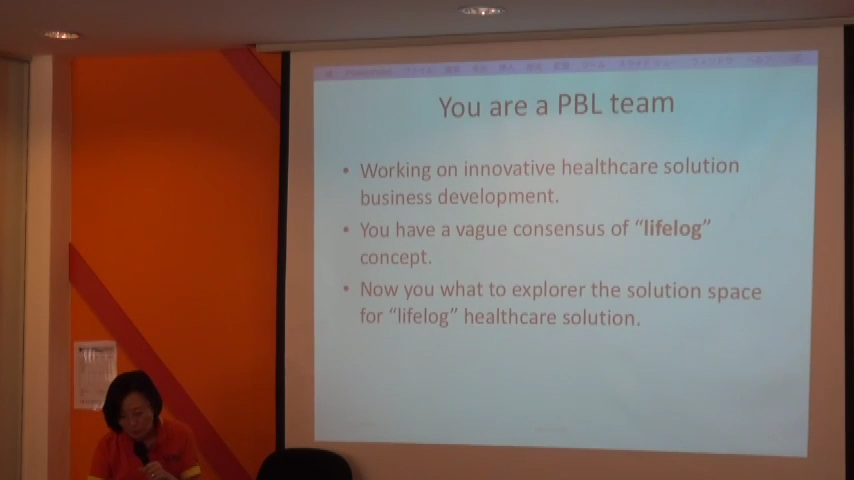 You are a PBL team
• Working on innovative healthcare solution
business development.
• You have a vague consensus of “lifelog”
concept.
• Now you what to explorer the solution space
for “lifelog” healthcare solution.